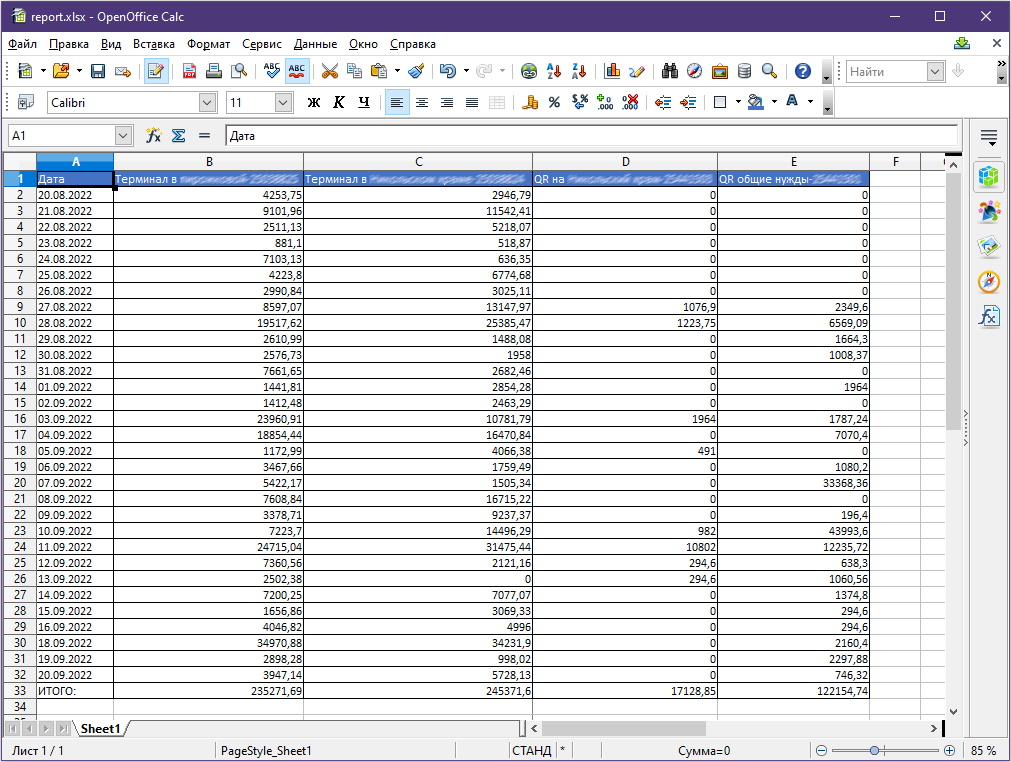 report.xlsx - OpenOffice Calc
Файл Правка Вид Вставка Формат Сервис Данные Окно Справка
Найти
Calibri 11 Ж К Ч
A1 Дата
A B C D E F
1 Дата Терминал в Терминал в QR на QR общие нужды-
2 20.08.2022 4253,75 2946,79 0 0
3 21.08.2022 9101,96 11542,41 0 0
4 22.08.2022 2511,13 5218,07 0 0
5 23.08.2022 881,1 518,87 0 0
6 24.08.2022 7103,13 636,35 0 0
7 25.08.2022 4223,8 6774,68 0 0
8 26.08.2022 2990,84 3025,11 0 0
9 27.08.2022 8597,07 13147,97 1076,9 2349,6
10 28.08.2022 19517,62 25385,47 1223,75 6569,09
11 29.08.2022 2610,99 1488,08 0 1664,3
12 30.08.2022 2576,73 1958 0 1008,37
13 31.08.2022 7661,65 2682,46 0 0
14 01.09.2022 1441,81 2854,28 0 1964
15 02.09.2022 1412,48 2463,29 0 0
16 03.09.2022 23960,91 10781,79 1964 1787,24
17 04.09.2022 18854,44 16470,84 0 7070,4
18 05.09.2022 1172,99 4066,38 491 0
19 06.09.2022 3467,66 1759,49 0 1080,2
20 07.09.2022 5422,17 1505,34 0 33368,36
21 08.09.2022 7608,84 16715,22 0 0
22 09.09.2022 3378,71 9237,37 0 196,4
23 10.09.2022 7223,7 14496,29 982 43993,6
24 11.09.2022 24715,04 31475,44 10802 12235,72
25 12.09.2022 7360,56 2121,16 294,6 638,3
26 13.09.2022 2502,38 0 294,6 1060,56
27 14.09.2022 7200,25 7077,07 0 1374,8
28 15.09.2022 1656,86 3069,33 0 294,6
29 16.09.2022 4046,82 4996 0 294,6
30 18.09.2022 34970,88 34231,9 0 2160,4
31 19.09.2022 2898,28 998,02 0 2297,88
32 20.09.2022 3947,14 5728,13 0 746,32
33 ИТОГО: 235271,69 245371,6 17128,85 122154,74
34
Sheet1
Лист 1 / 1 PageStyle_Sheet1 СТАНД * Сумма=0 85 %